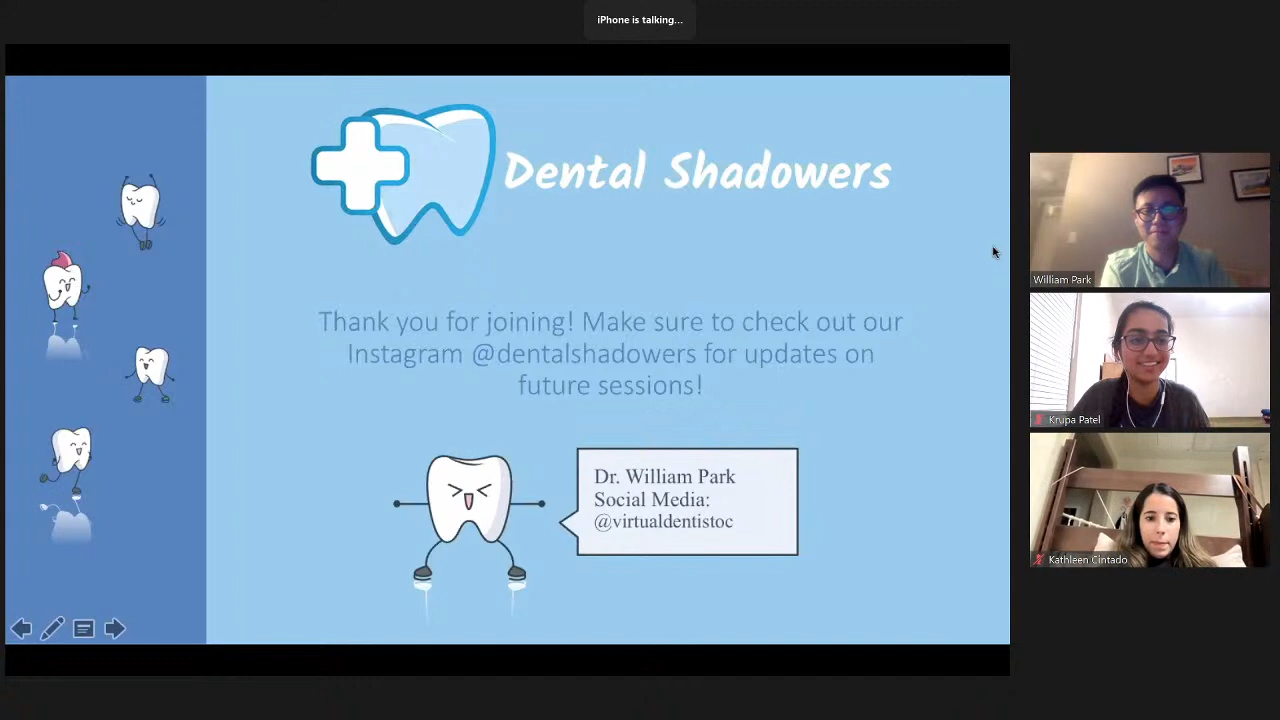 iPhone is talking...
Dental Shadowers
Thank you for joining! Make sure to check out our
Instagram @dentalshadowers for updates on
future sessions!
Dr. William Park
Social Media:
@virtualdentistoc
William Park
Krupa Patel
Kathleen Cintado